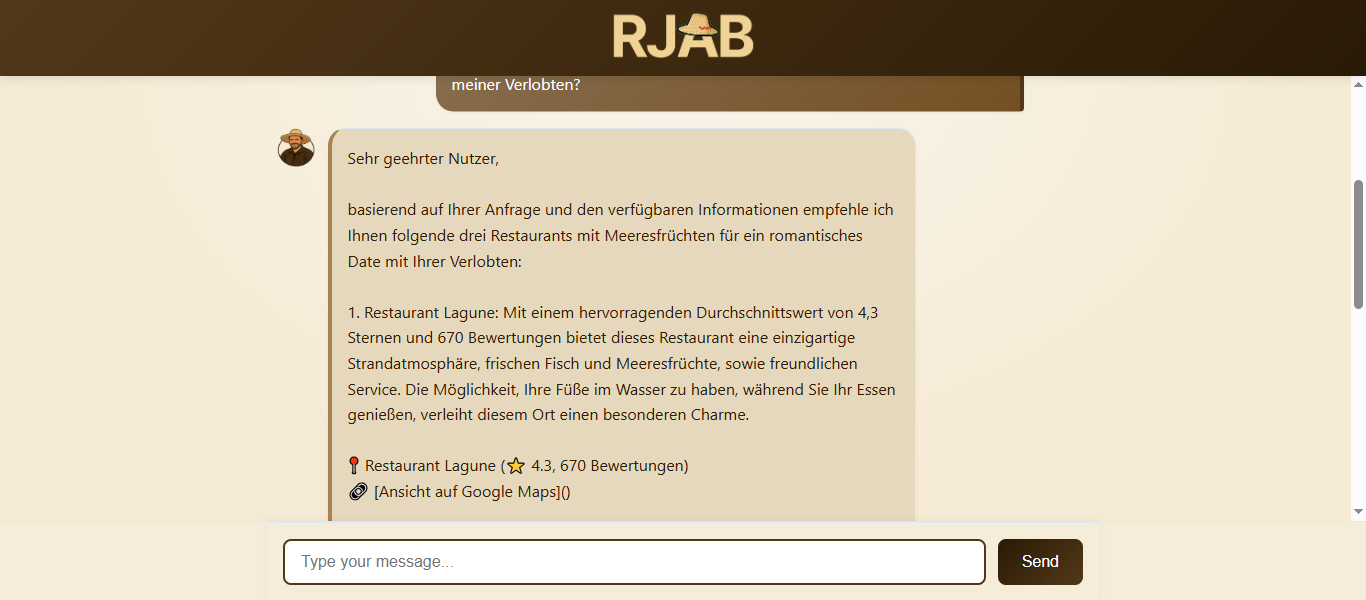 RJAB
meiner Verlobten?
Sehr geehrter Nutzer,
basierend auf Ihrer Anfrage und den verfügbaren Informationen empfehle ich
Ihnen folgende drei Restaurants mit Meeresfrüchten für ein romantisches
Date mit Ihrer Verlobten:
1. Restaurant Lagune: Mit einem hervorragenden Durchschnittswert von 4,3
Sternen und 670 Bewertungen bietet dieses Restaurant eine einzigartige
Strandatmosphäre, frischen Fisch und Meeresfrüchte, sowie freundlichen
Service. Die Möglichkeit, Ihre Füße im Wasser zu haben, während Sie Ihr Essen
genießen, verleiht diesem Ort einen besonderen Charme.
📍 Restaurant Lagune (⭐ 4.3, 670 Bewertungen)
🔗 [Ansicht auf Google Maps]()
Type your message...
Send